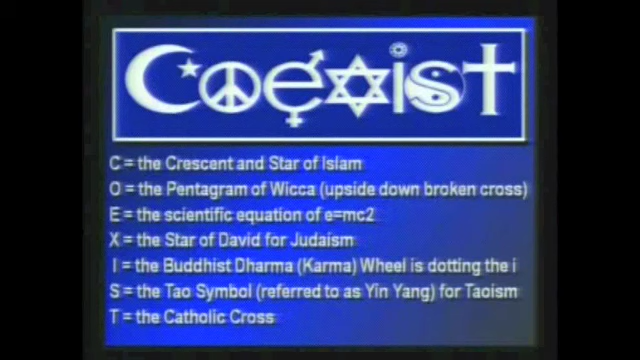 Coexist
C = the Crescent and Star of Islam
O = the Pentagram of Wicca (upside down broken cross)
E = the scientific equation of e=mc2
X = the Star of David for Judaism
I = the Buddhist Dharma (Karma) Wheel is dotting the i
S = the Tao Symbol (referred to as Yin Yang) for Taoism
T = the Catholic Cross